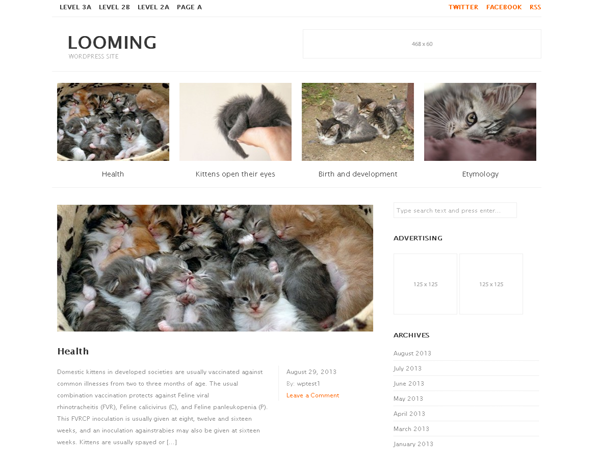 LEVEL 3A LEVEL 2B LEVEL 2A PAGE A
TWITTER FACEBOOK RSS
LOOMING
WORDPRESS SITE
468 x 60
Health
Kittens open their eyes
Birth and development
Etymology
Health
Domestic kittens in developed societies are usually vaccinated against
common illnesses from two to three months of age. The usual
combination vaccination protects against Feline viral
rhinotracheitis (FVR), Feline calicivirus (C), and Feline panleukopenia (P).
This FVRCP inoculation is usually given at eight, twelve and sixteen
weeks, and an inoculation againstrabies may also be given at sixteen
weeks. Kittens are usually spayed or [...]
August 29, 2013
By: wptest1
Leave a Comment
Type search text and press enter...
ADVERTISING
125 x 125
125 x 125
ARCHIVES
August 2013
July 2013
June 2013
May 2013
April 2013
March 2013
January 2013